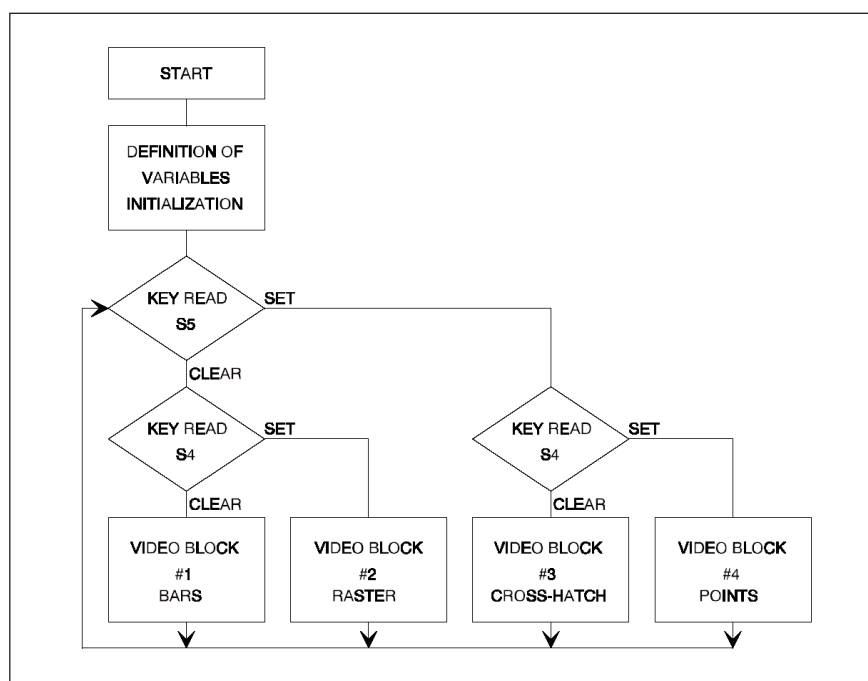 START
DEFINITION OF
VARIABLES
INITIALIZATION
KEY READ
S5
SET
CLEAR
KEY READ
S4
SET
CLEAR
KEY READ
S4
SET
CLEAR
VIDEO BLOCK
#1
BARS
VIDEO BLOCK
#2
RASTER
VIDEO BLOCK
#3
CROSS-HATCH
VIDEO BLOCK
#4
POINTS